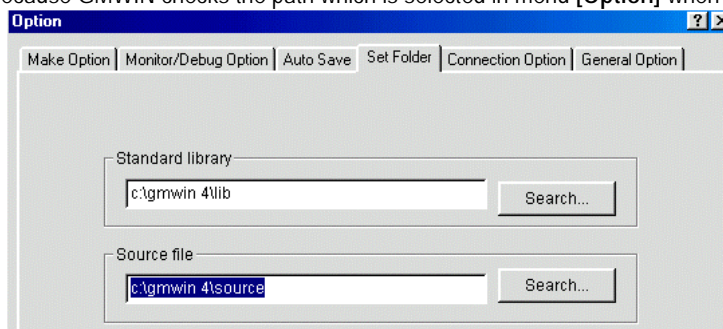 ecause GMWIN checks the path which is selected in menu [Option] when
Option
Make Option Monitor/Debug Option Auto Save Set Folder Connection Option General Option
Standard library
c:\gmwin 4\lib
Search...
Source file
c:\gmwin 4\source
Search...